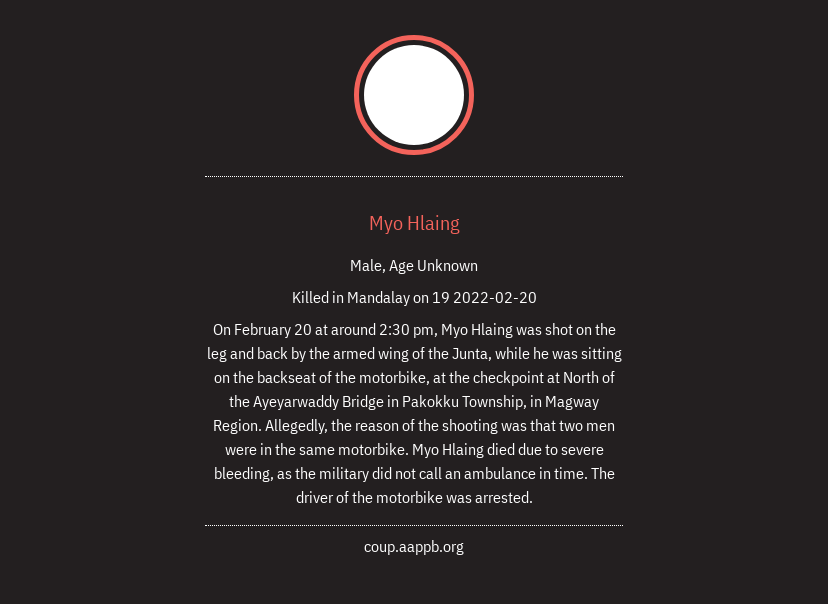 Myo Hlaing
Male, Age Unknown
Killed in Mandalay on 19 2022-02-20
On February 20 at around 2:30 pm, Myo Hlaing was shot on the
leg and back by the armed wing of the Junta, while he was sitting
on the backseat of the motorbike, at the checkpoint at North of
the Ayeyarwaddy Bridge in Pakokku Township, in Magway
Region. Allegedly, the reason of the shooting was that two men
were in the same motorbike. Myo Hlaing died due to severe
bleeding, as the military did not call an ambulance in time. The
driver of the motorbike was arrested.
coup.aappb.org